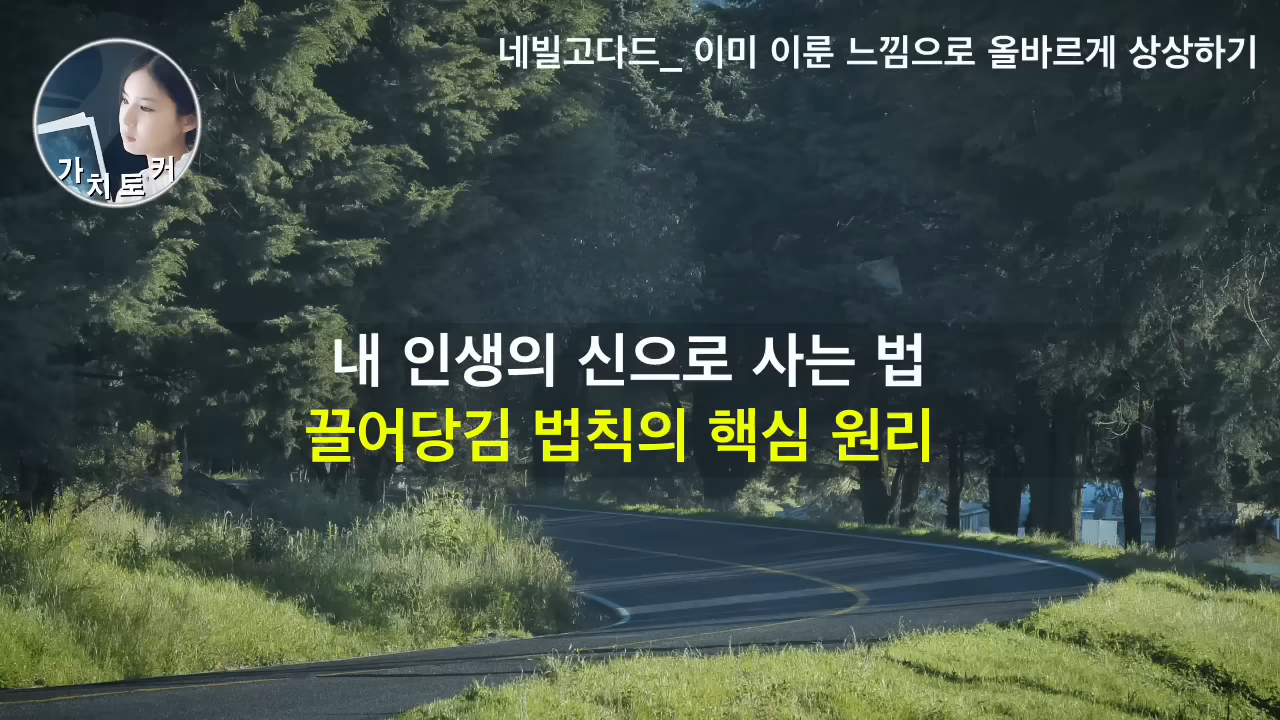 네빌고다드_ 이미 이룬 느낌으로 올바르게 상상하기
가치토커
내 인생의 신으로 사는 법
끌어당김 법칙의 핵심 원리